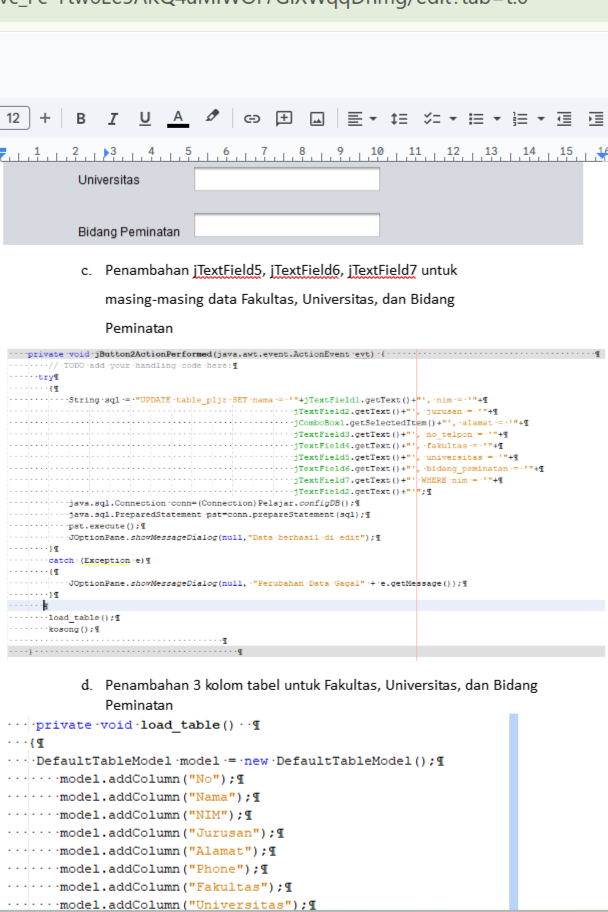 12 + B I U A
1 2 3 4 5 6 7 8 9 10 11 12 13 14 15 16
Universitas
Bidang Peminatan
c. Penambahan jTextField5, jTextField6, jTextField7 untuk
masing-masing data Fakultas, Universitas, dan Bidang
Peminatan
private void jButton2ActionPerformed(java.awt.event.ActionEvent evt) {
// TODO add your handling code here:¶
try¶
{¶
String sql = "UPDATE table_pljr SET nama = '"+jTextField1.getText()+"', nim = '"+¶
jTextField2.getText()+"', jurusan = '"+¶
jComboBox1.getSelectedItem()+"', alamat = '"+¶
jTextField3.getText()+"', no_telpon = '"+¶
jTextField4.getText()+"', fakultas = '"+¶
jTextField5.getText()+"', universitas = '"+¶
jTextField6.getText()+"', bidang_peminatan = '"+¶
jTextField7.getText()+"' WHERE nim = '"+¶
jTextField2.getText()+"'";¶
java.sql.Connection conn=(Connection)Pelajar.configDB();¶
java.sql.PreparedStatement pst=conn.prepareStatement(sql);¶
pst.execute();¶
JOptionPane.showMessageDialog(null,"Data berhasil di edit");¶
}¶
catch (Exception e)¶
{¶
JOptionPane.showMessageDialog(null, "Perubahan Data Gagal" + e.getMessage());¶
}¶
¶
load_table();¶
kosong();¶
¶
}¶
d. Penambahan 3 kolom tabel untuk Fakultas, Universitas, dan Bidang
Peminatan
private void load_table() ¶
{¶
DefaultTableModel model = new DefaultTableModel();¶
model.addColumn("No");¶
model.addColumn("Nama");¶
model.addColumn("NIM");¶
model.addColumn("Jurusan");¶
model.addColumn("Alamat");¶
model.addColumn("Phone");¶
model.addColumn("Fakultas");¶
model.addColumn("Universitas");¶